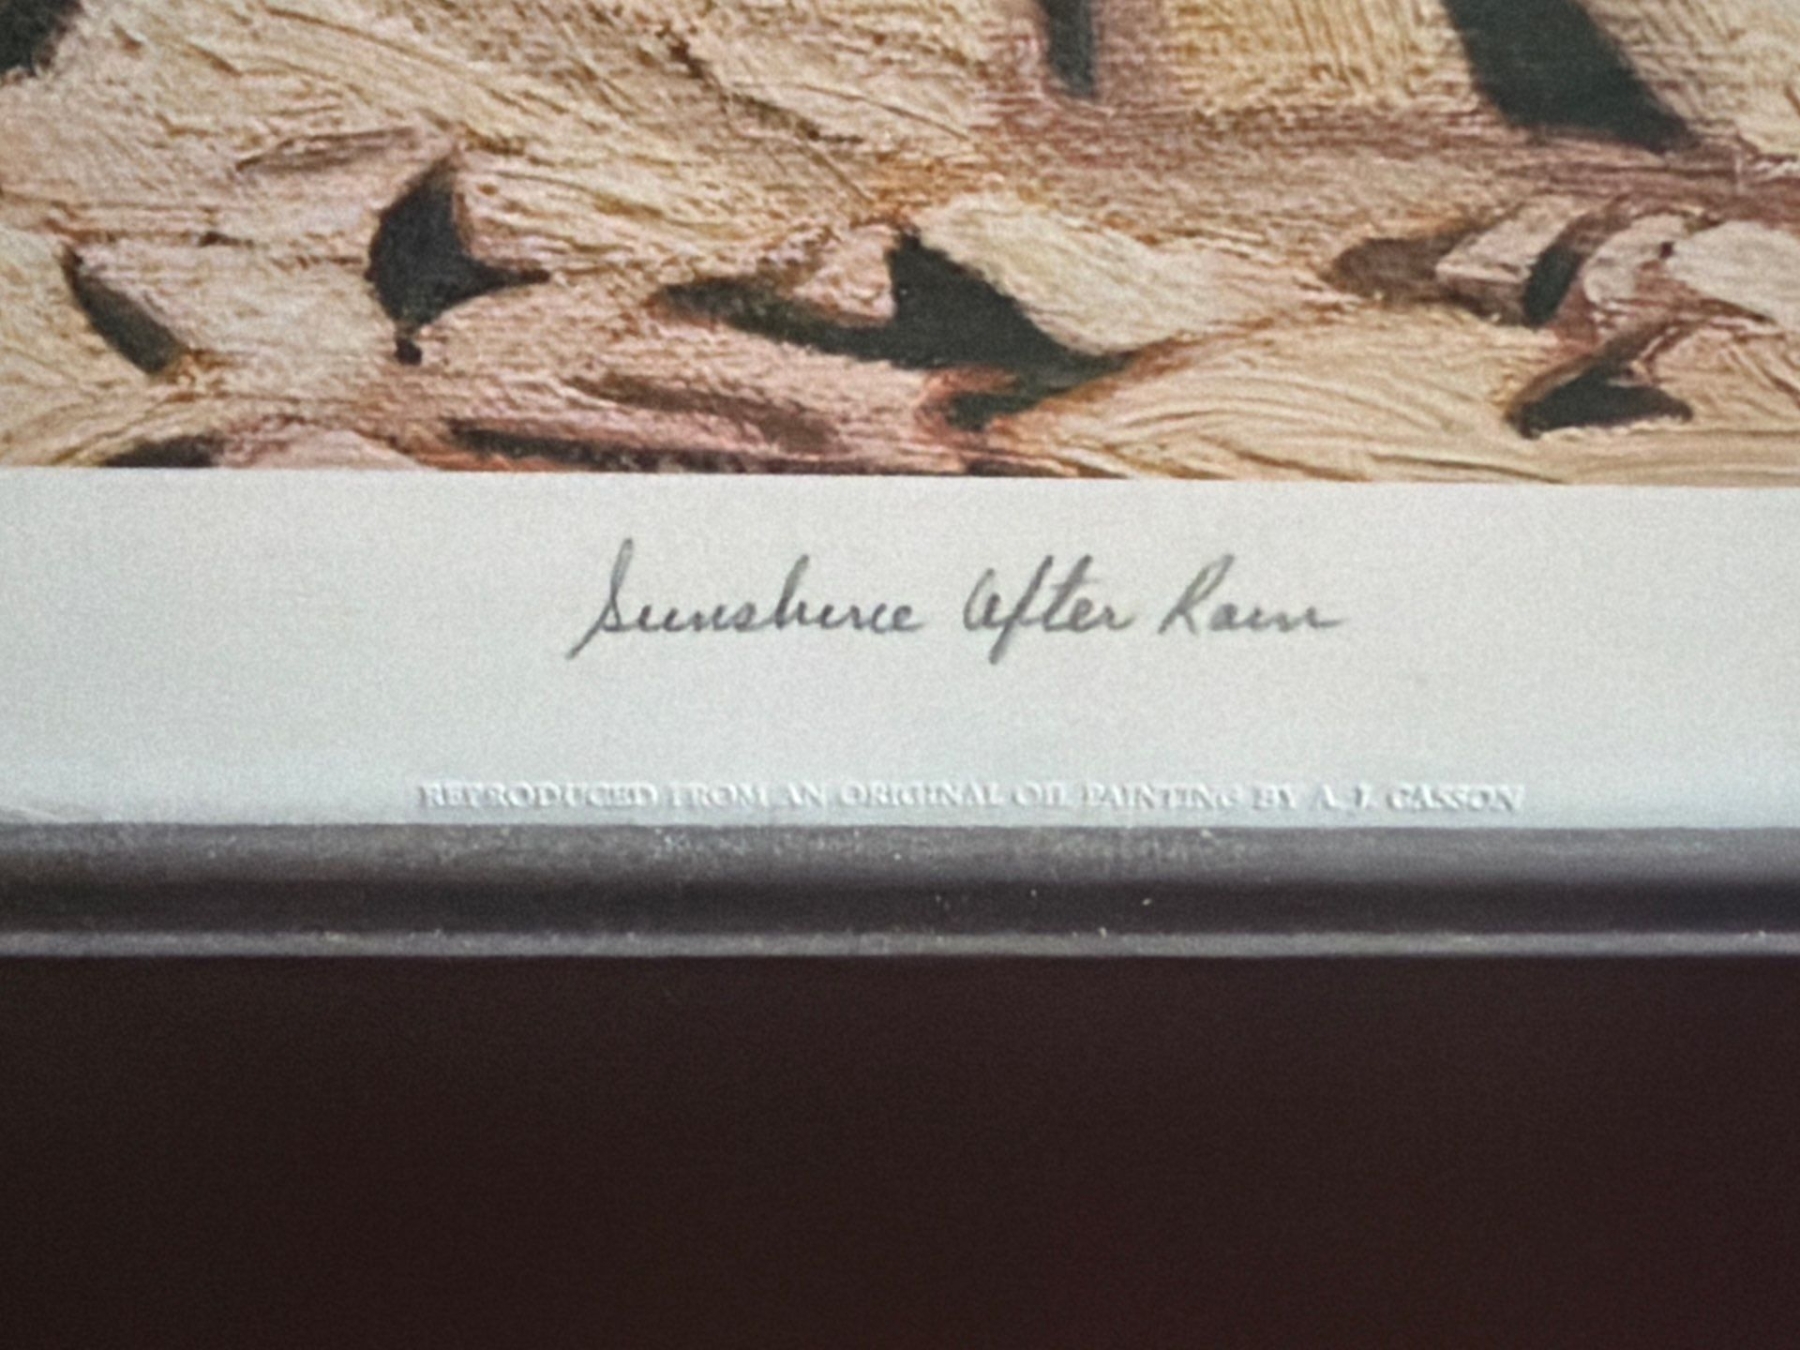 Sunshine After Rain
REPRODUCED FROM AN ORIGINAL OIL PAINTING BY A. J. CASSON